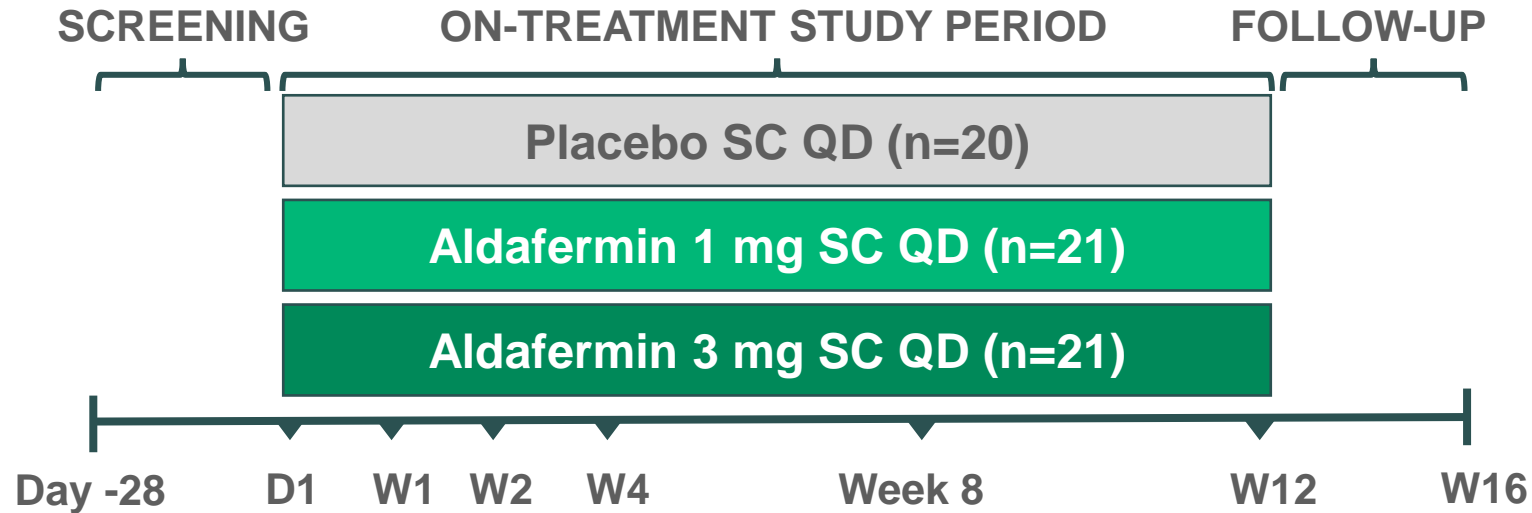 SCREENING ON-TREATMENT STUDY PERIOD FOLLOW-UP
Placebo SC QD (n=20)
Aldafermin 1 mg SC QD (n=21)
Aldafermin 3 mg SC QD (n=21)
Day -28 D1 W1 W2 W4 Week 8 W12 W16